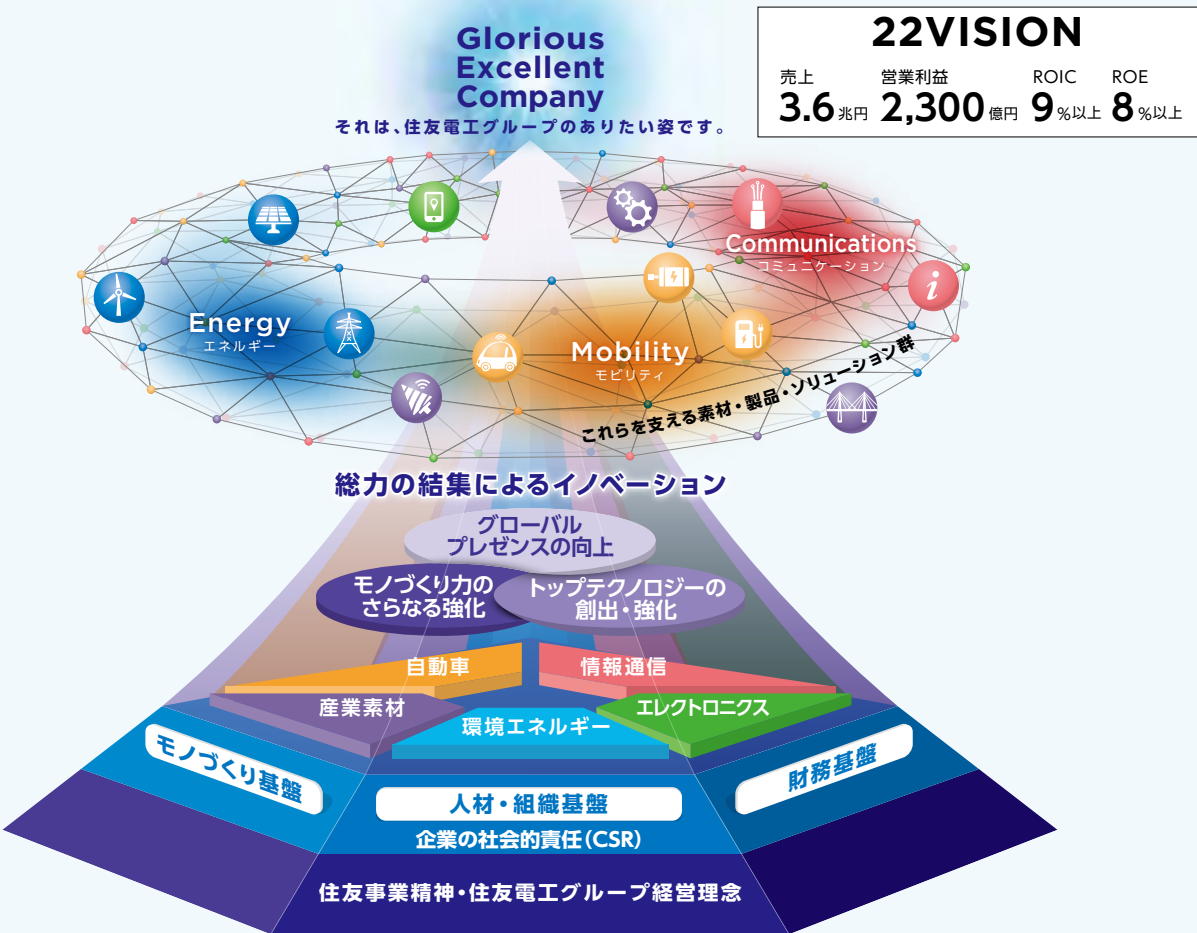 Glorious
Excellent
Company
それは、住友電工グループのありたい姿です。
22VISION
売上
3.6兆円
営業利益
2,300億円
ROIC
9%以上
ROE
8%以上
Communications
コミュニケーション
i
Energy
エネルギー
Mobility
モビリティ
これらを支える素材・製品・ソリューション群
総力の結集によるイノベーション
グローバル
プレゼンスの向上
モノづくり力の
さらなる強化
トップテクノロジーの
創出・強化
自動車
情報通信
産業素材
環境エネルギー
エレクトロニクス
モノづくり基盤
人材・組織基盤
財務基盤
企業の社会的責任(CSR)
住友事業精神・住友電工グループ経営理念